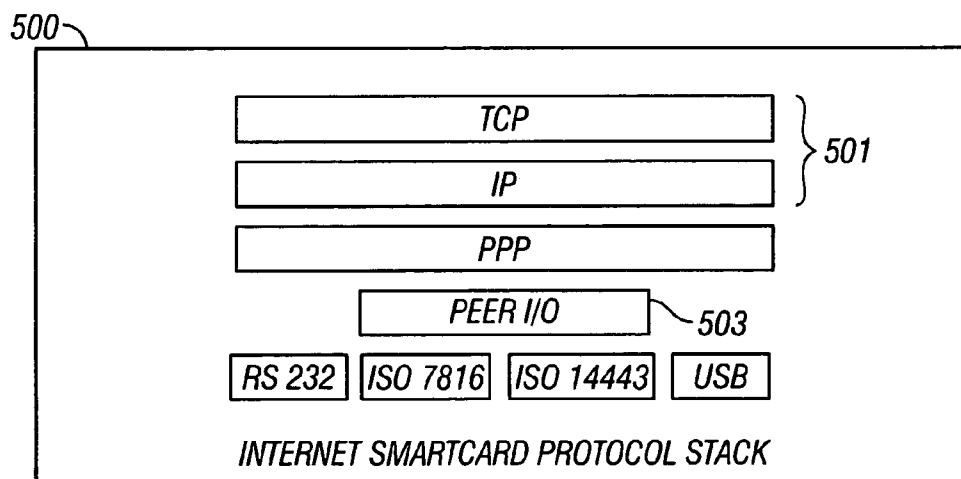 500
TCP
501
IP
PPP
PEER I/O
503
RS 232 ISO 7816 ISO 14443 USB
INTERNET SMARTCARD PROTOCOL STACK